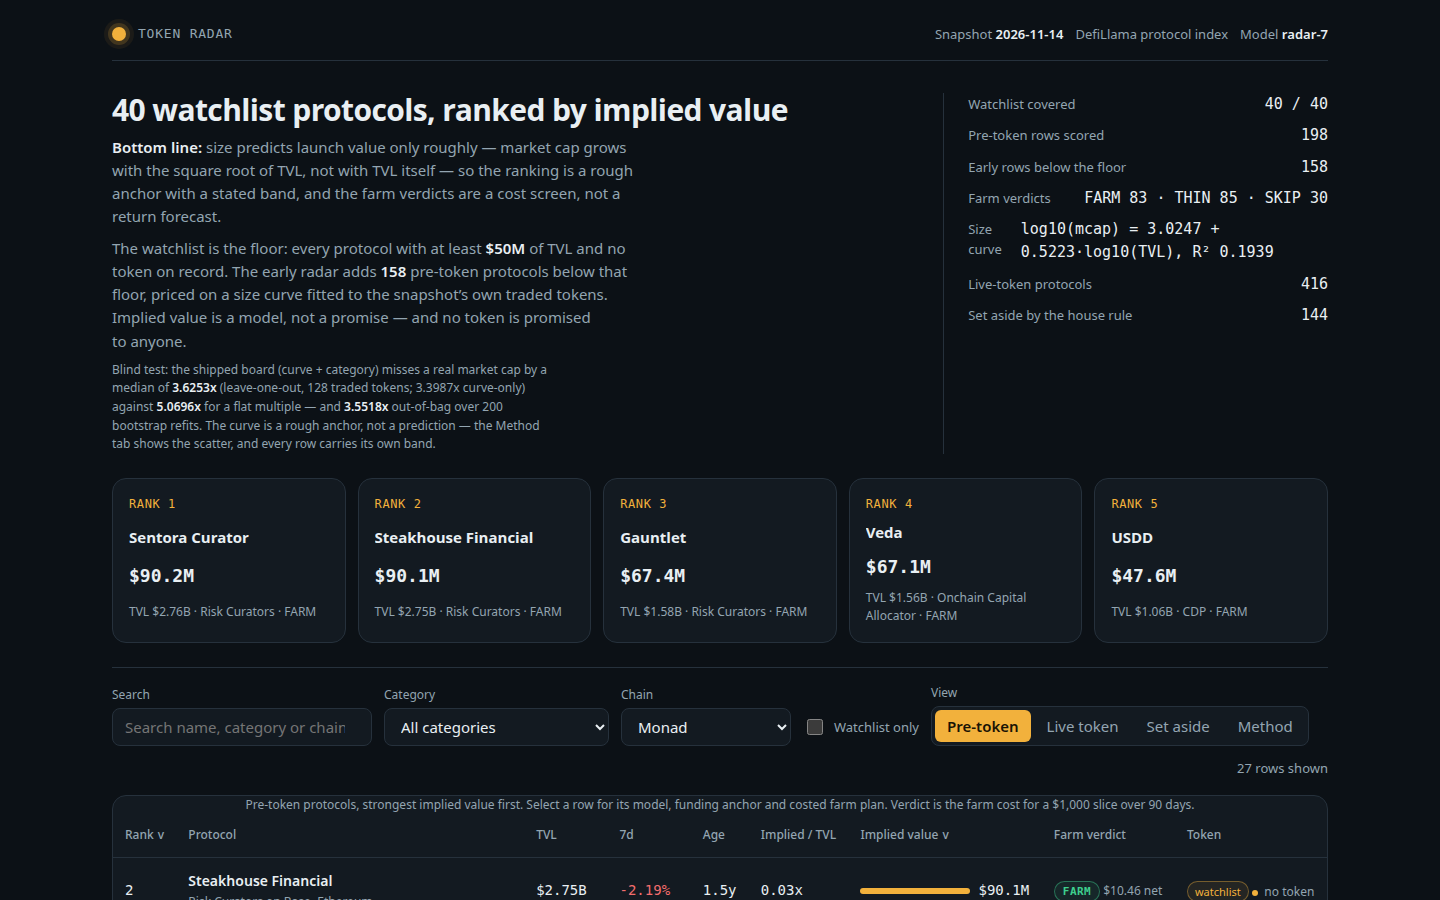 TOKEN RADAR
Snapshot 2026-11-14 DefiLlama protocol index Model radar-7
40 watchlist protocols, ranked by implied value
Bottom line: size predicts launch value only roughly — market cap grows
with the square root of TVL, not with TVL itself — so the ranking is a rough
anchor with a stated band, and the farm verdicts are a cost screen, not a
return forecast.
The watchlist is the floor: every protocol with at least $50M of TVL and no
token on record. The early radar adds 158 pre-token protocols below that
floor, priced on a size curve fitted to the snapshot’s own traded tokens.
Implied value is a model, not a promise — and no token is promised
to anyone.
Blind test: the shipped board (curve + category) misses a real market cap by a
median of 3.6253x (leave-one-out, 128 traded tokens; 3.3987x curve-only)
against 5.0696x for a flat multiple — and 3.5518x out-of-bag over 200
bootstrap refits. The curve is a rough anchor, not a prediction — the Method
tab shows the scatter, and every row carries its own band.
Watchlist covered 40 / 40
Pre-token rows scored 198
Early rows below the floor 158
Farm verdicts FARM 83 · THIN 85 · SKIP 30
Size curve log10(mcap) = 3.0247 +
0.5223·log10(TVL), R² 0.1939
Live-token protocols 416
Set aside by the house rule 144
RANK 1
Sentora Curator
$90.2M
TVL $2.76B · Risk Curators · FARM
RANK 2
Steakhouse Financial
$90.1M
TVL $2.75B · Risk Curators · FARM
RANK 3
Gauntlet
$67.4M
TVL $1.58B · Risk Curators · FARM
RANK 4
Veda
$67.1M
TVL $1.56B · Onchain Capital
Allocator · FARM
RANK 5
USDD
$47.6M
TVL $1.06B · CDP · FARM
Search
Search name, category or chain
Category
All categories
Chain
Monad
Watchlist only
View
Pre-token Live token Set aside Method
27 rows shown
Pre-token protocols, strongest implied value first. Select a row for its model, funding anchor and costed farm plan. Verdict is the farm cost for a $1,000 slice over 90 days.
Rank v Protocol TVL 7d Age Implied / TVL Implied value v Farm verdict Token
2 Steakhouse Financial $2.75B -2.19% 1.5y 0.03x $90.1M FARM $10.46 net watchlist no token